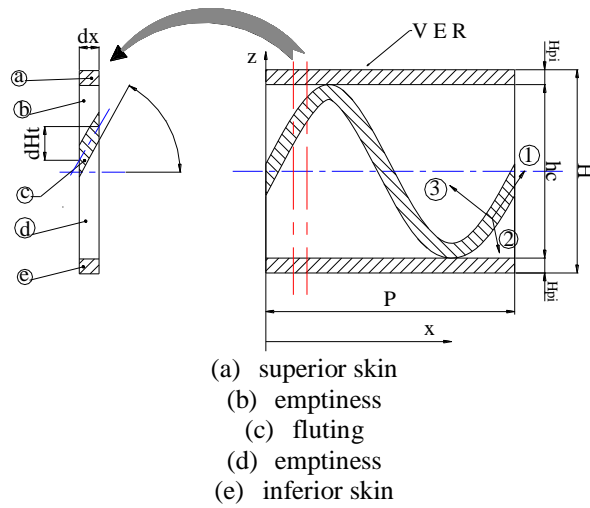 dx
V E R
Hpi
z
a
b
dHt
c
d
e
1
2
3
hc
H
P
Hpi
x
(a) superior skin
(b) emptiness
(c) fluting
(d) emptiness
(e) inferior skin